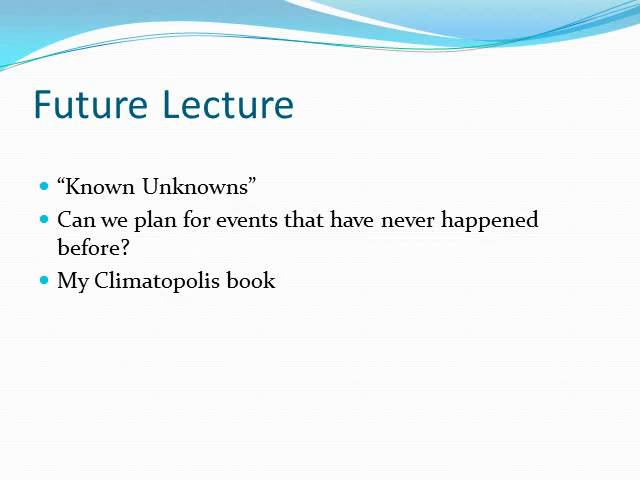 Future Lecture
“Known Unknowns”
Can we plan for events that have never happened
before?
My Climatopolis book